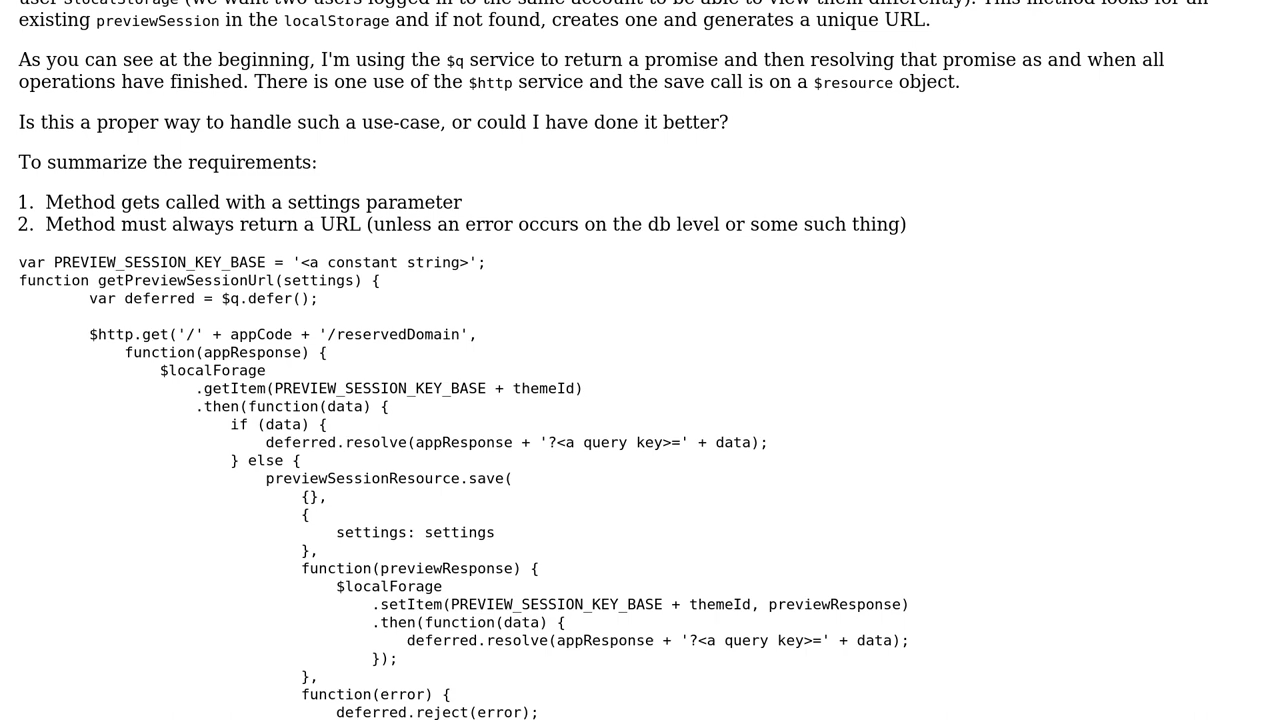 existing previewSession in the localStorage and if not found, creates one and generates a unique URL.
As you can see at the beginning, I'm using the $q service to return a promise and then resolving that promise as and when all
operations have finished. There is one use of the $http service and the save call is on a $resource object.
Is this a proper way to handle such a use-case, or could I have done it better?
To summarize the requirements:
1. Method gets called with a settings parameter
2. Method must always return a URL (unless an error occurs on the db level or some such thing)
var PREVIEW_SESSION_KEY_BASE = '<a constant string>';
function getPreviewSessionUrl(settings) {
        var deferred = $q.defer();
        $http.get('/' + appCode + '/reservedDomain',
            function(appResponse) {
                $localForage
                    .getItem(PREVIEW_SESSION_KEY_BASE + themeId)
                    .then(function(data) {
                        if (data) {
                            deferred.resolve(appResponse + '?<a query key>=' + data);
                        } else {
                            previewSessionResource.save(
                                {},
                                {
                                    settings: settings
                                },
                                function(previewResponse) {
                                    $localForage
                                        .setItem(PREVIEW_SESSION_KEY_BASE + themeId, previewResponse)
                                        .then(function(data) {
                                            deferred.resolve(appResponse + '?<a query key>=' + data);
                                        });
                                },
                                function(error) {
                                    deferred.reject(error);